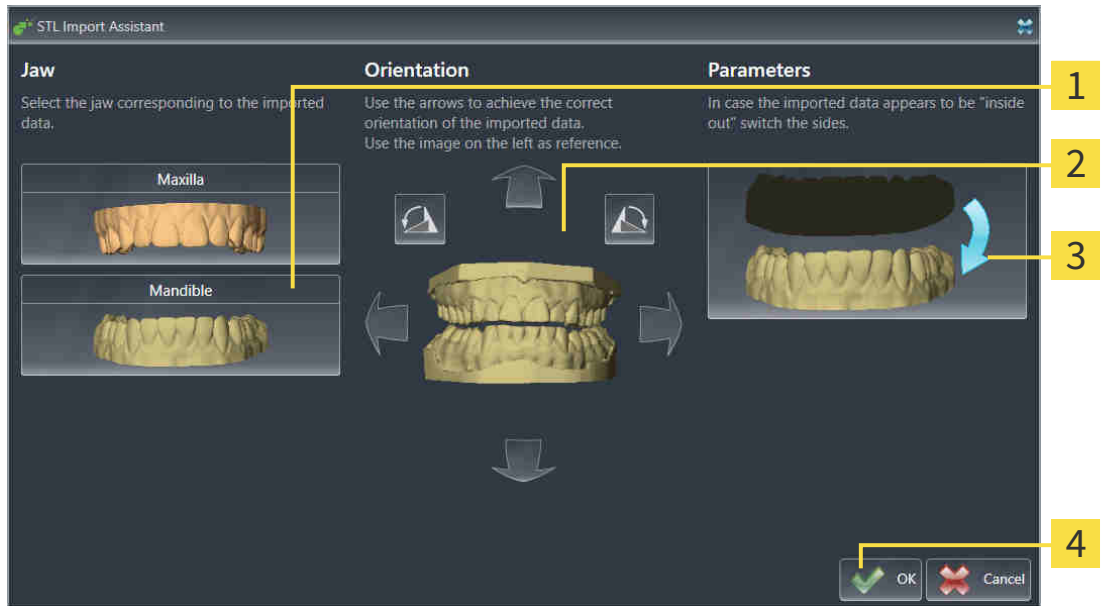 STL Import Assistant
Jaw
Select the jaw corresponding to the imported
data.
Maxilla
Mandible
Orientation
Use the arrows to achieve the correct
orientation of the imported data.
Use the image on the left as reference.
Parameters
In case the imported data appears to be "inside
out" switch the sides.
1
2
3
4
OK
Cancel